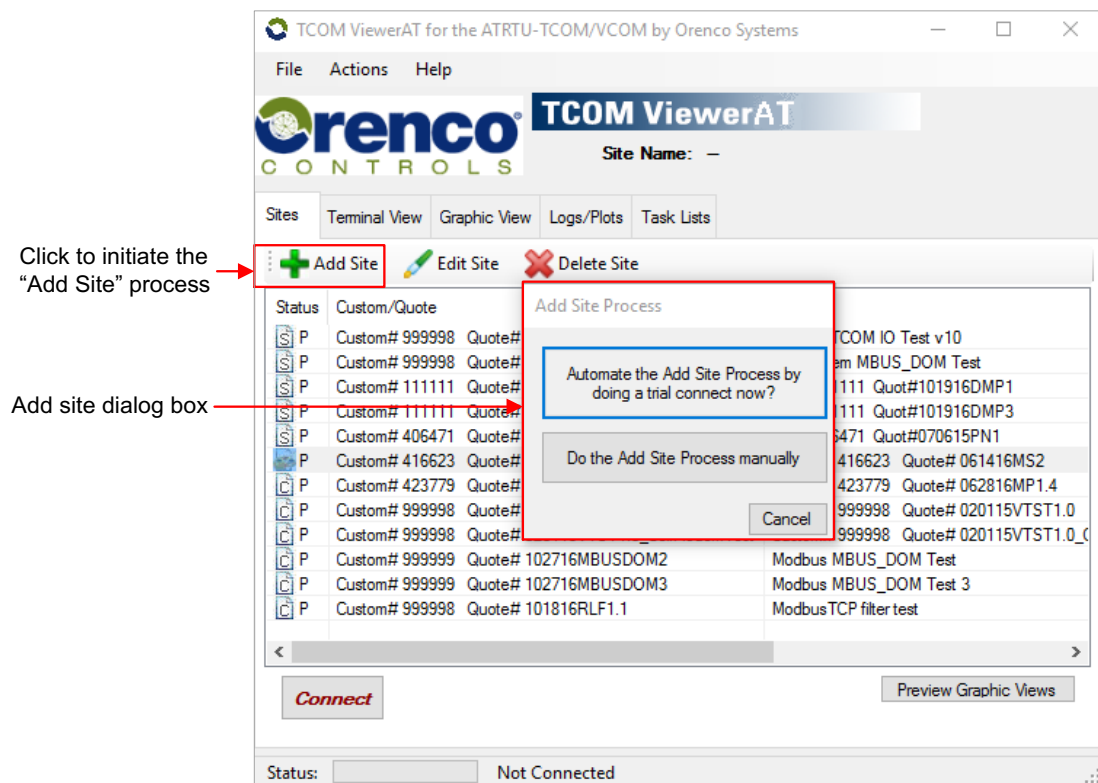 TCOM ViewerAT for the ATRTU-TCOM/VCOM by Orenco Systems
File Actions Help
Orenco®
CONTROLS
TCOM ViewerAT
Site Name: –
Sites Terminal View Graphic View Logs/Plots Task Lists
Click to initiate the
“Add Site” process
Add Site Edit Site Delete Site
Status Custom/Quote
Add Site Process
Automate the Add Site Process by
doing a trial connect now?
Do the Add Site Process manually
Cancel
Add site dialog box
S P Custom# 999998 Quote# TCOM IO Test v10
S P Custom# 999998 Quote# em MBUS_DOM Test
S P Custom# 111111 Quote# 1111 Quot#101916DMP1
S P Custom# 111111 Quote# 1111 Quot#101916DMP3
S P Custom# 406471 Quote# 6471 Quot#070615PN1
P Custom# 416623 Quote# 416623 Quote# 061416MS2
C P Custom# 423779 Quote# 423779 Quote# 062816MP1.4
C P Custom# 999998 Quote# 999998 Quote# 020115VTST1.0
C P Custom# 999998 Quote# 999998 Quote# 020115VTST1.0_(
C P Custom# 999999 Quote# 102716MBUSDOM2 Modbus MBUS_DOM Test
C P Custom# 999999 Quote# 102716MBUSDOM3 Modbus MBUS_DOM Test 3
C P Custom# 999998 Quote# 101816RLF1.1 ModbusTCP filter test
Connect
Preview Graphic Views
Status: Not Connected